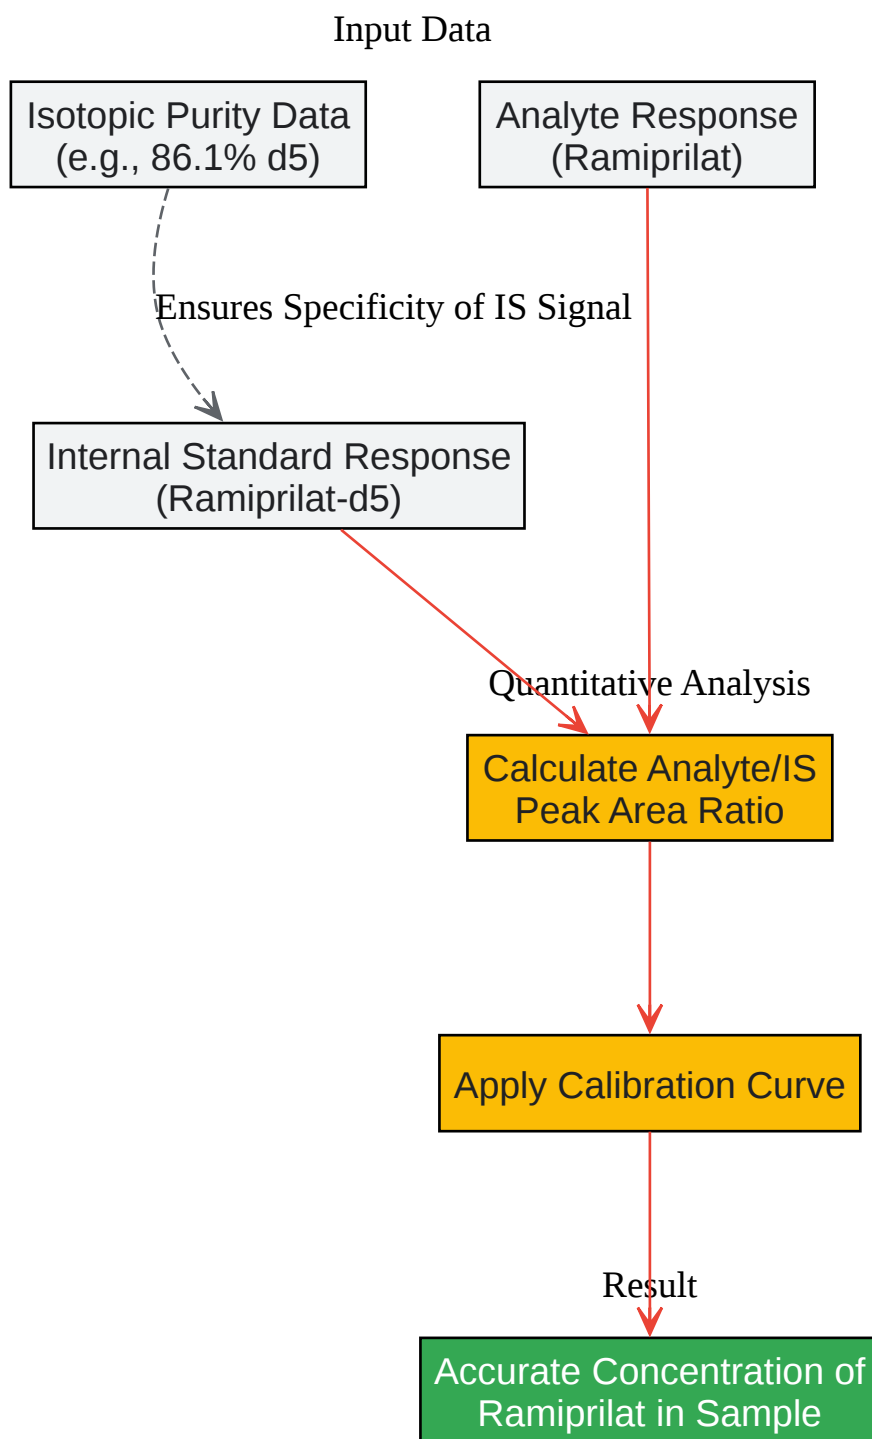 Input Data
Isotopic Purity Data
(e.g., 86.1% d5)
Analyte Response
(Ramiprilat)
Ensures Specificity of IS Signal
Internal Standard Response
(Ramiprilat-d5)
Quantitative Analysis
Calculate Analyte/IS
Peak Area Ratio
Apply Calibration Curve
Result
Accurate Concentration of
Ramiprilat in Sample